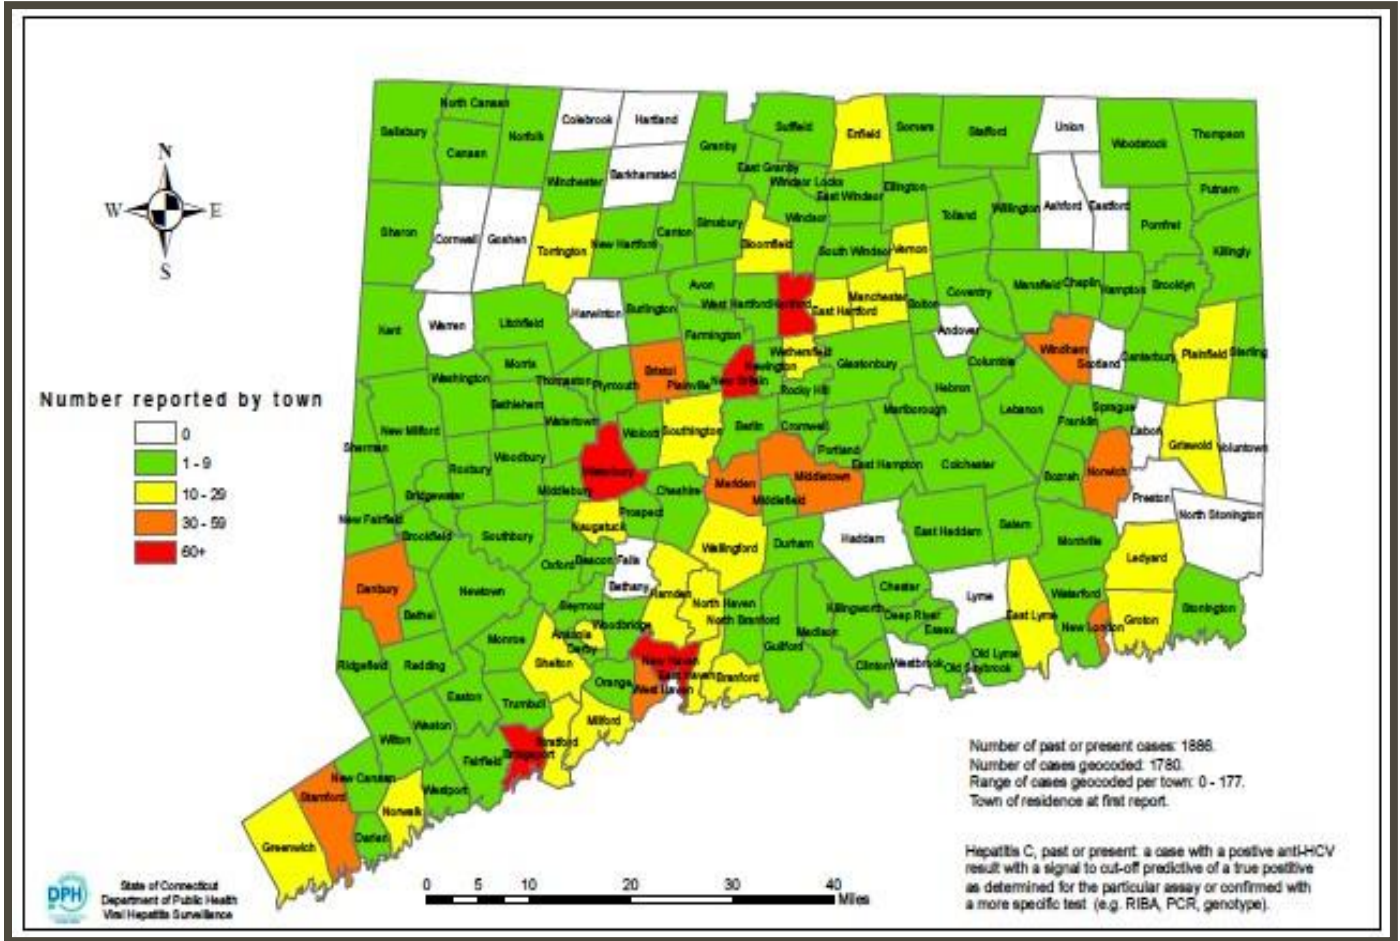 North Canaan
Colebrook
Hartland
Salisbury
Norfolk
Canaan
Granby
Suffield
Enfield
Somers
Stafford
Union
Woodstock
Thompson
East Granby
Winchester
Barkhamsted
Windsor Locks
East Windsor
Ellington
Putnam
N
W
E
S
Sharon
Cornwall
Goshen
Torrington
New Hartford
Canton
Simsbury
Bloomfield
Windsor
South Windsor
Vernon
Tolland
Willington
Ashford
Eastford
Pomfret
Killingly
Avon
West Hartford
Hartford
East Hartford
Manchester
Bolton
Coventry
Mansfield
Chaplin
Hampton
Brooklyn
Kent
Warren
Litchfield
Harwinton
Burlington
Farmington
Andover
Windham
Scotland
Canterbury
Plainfield
Sterling
Wethersfield
Newington
Glastonbury
Columbia
Morris
Washington
Thomaston
Plymouth
Bristol
Plainville
New Britain
Rocky Hill
Hebron
Bethlehem
Marlborough
Lebanon
Sprague
Franklin
Number reported by town
0
1 - 9
10 - 29
30 - 59
60+
Sherman
New Milford
Watertown
Wolcott
Southington
Berlin
Cromwell
Portland
East Hampton
Colchester
Bozrah
Norwich
Lisbon
Griswold
Voluntown
Roxbury
Woodbury
Waterbury
Middlebury
Cheshire
Meriden
Middletown
Middlefield
Preston
North Stonington
Bridgewater
New Fairfield
Brookfield
Southbury
Naugatuck
Prospect
Wallingford
Durham
Haddam
East Haddam
Salem
Montville
Ledyard
Danbury
Bethel
Newtown
Oxford
Beacon Falls
Bethany
Hamden
North Haven
North Branford
Chester
Killingworth
Deep River
Essex
Lyme
East Lyme
Waterford
New London
Groton
Stonington
Seymour
Woodbridge
Ansonia
Derby
Monroe
Shelton
Madison
Guilford
Ridgefield
Redding
Easton
Trumbull
Orange
New Haven
East Haven
West Haven
Branford
Clinton
Westbrook
Old Saybrook
Old Lyme
Weston
Wilton
Fairfield
Bridgeport
Stratford
Milford
New Canaan
Westport
Stamford
Norwalk
Darien
Greenwich
Number of past or present cases: 1886.
Number of cases geocoded: 1780.
Range of cases geocoded per town: 0 - 177.
Town of residence at first report.
Hepatitis C, past or present: a case with a postive anti-HCV
result with a signal to cut-off predictive of a true postitive
as determined for the particular assay or confirmed with
a more specific test (e.g. RIBA, PCR, genotype).
DPH
State of Connecticut
Department of Public Health
Viral Hepatitis Surveillance
0 5 10 20 30 40
Miles